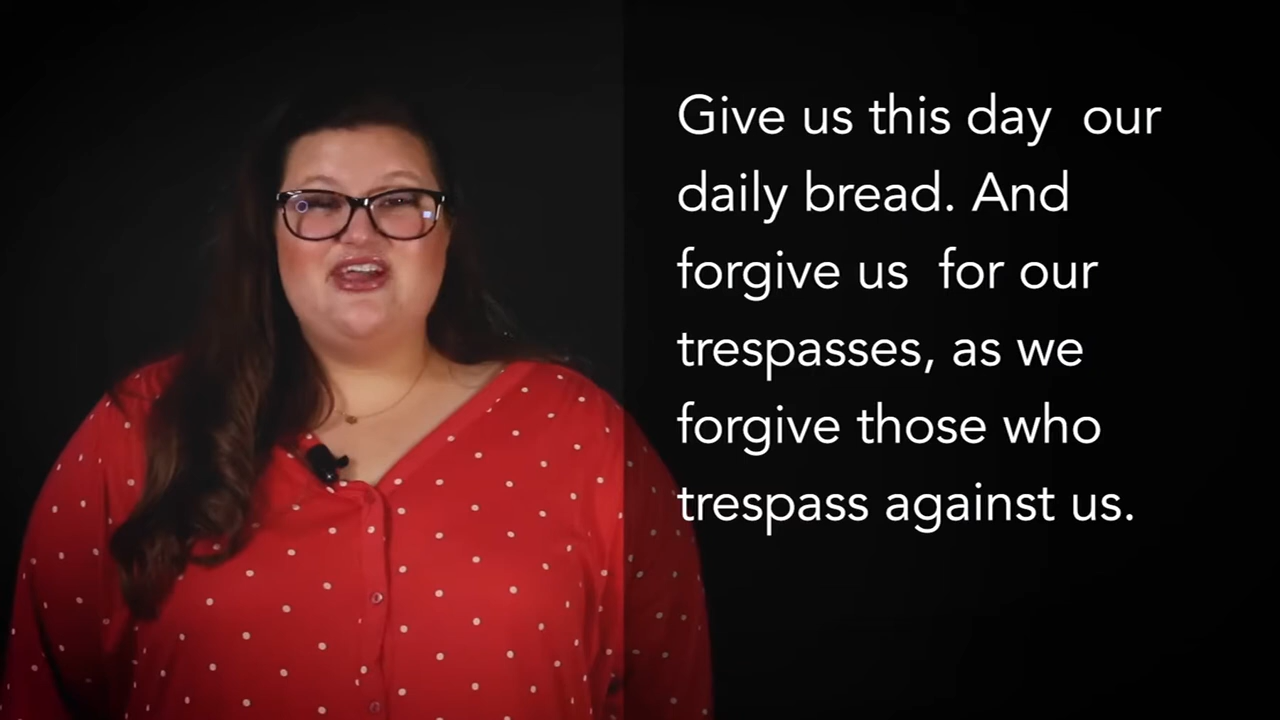 Give us this day  our
daily bread. And
forgive us  for our
trespasses, as we
forgive those who
trespass against us.